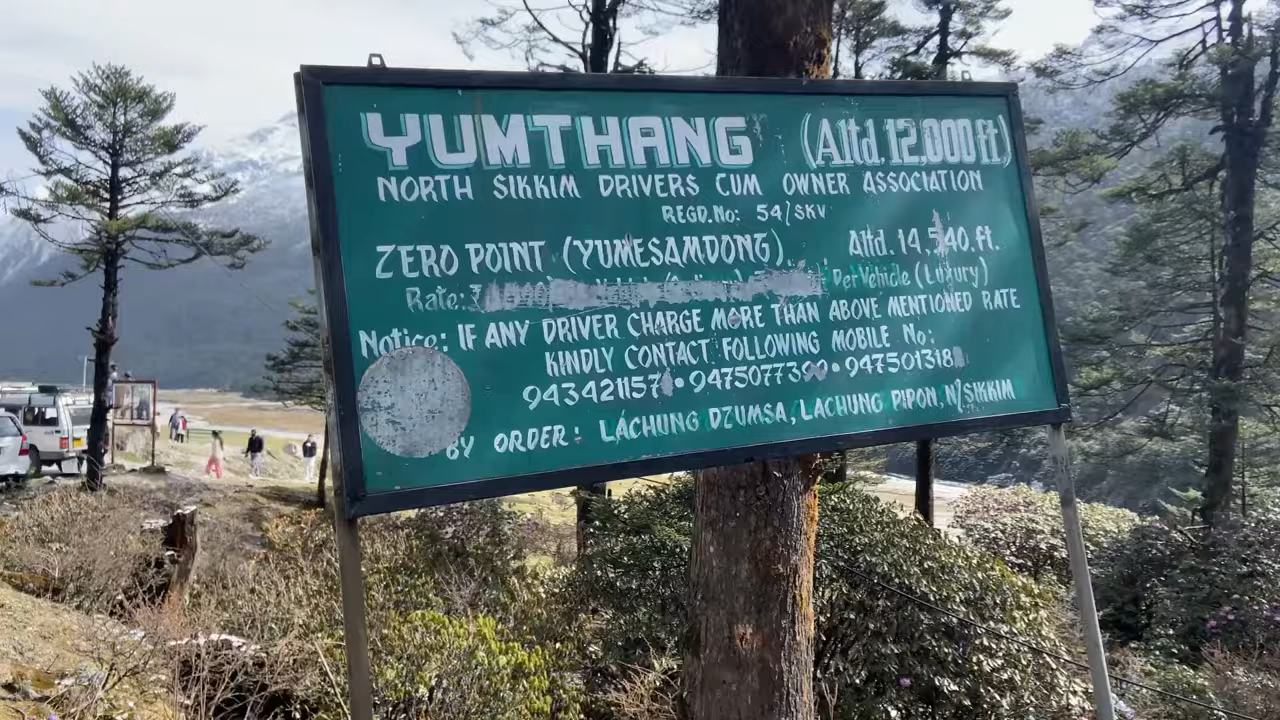 YUMTHANG (Altd. 12,000 ft)
NORTH SIKKIM DRIVERS CUM OWNER ASSOCIATION
REGD. No: 54/SKV
ZERO POINT (YUMESAMDONG) Altd. 14,540 ft.
Rate: Per Vehicle (Luxury)
Notice: IF ANY DRIVER CHARGE MORE THAN ABOVE MENTIONED RATE
KINDLY CONTACT FOLLOWING MOBILE No:
BY ORDER: LACHUNG DZUMSA, LACHUNG PIPON, N/SIKKIM